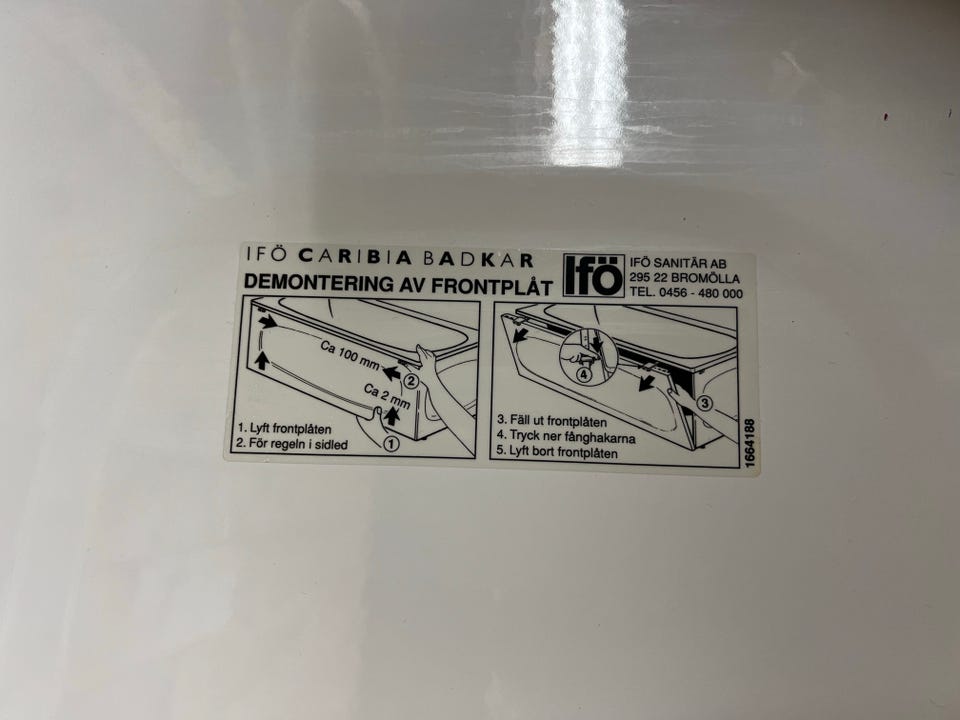 IFÖ CARIBIA BADKAR
DEMONTERING AV FRONTPLÅT
Ifö
IFÖ SANITÄR AB
295 22 BROMÖLLA
TEL. 0456 - 480 000
Ca 100 mm
2
Ca 2 mm
1
1. Lyft frontplåten
2. För regeln i sidled
4
3
3. Fäll ut frontplåten
4. Tryck ner fånghakarna
5. Lyft bort frontplåten
1664188